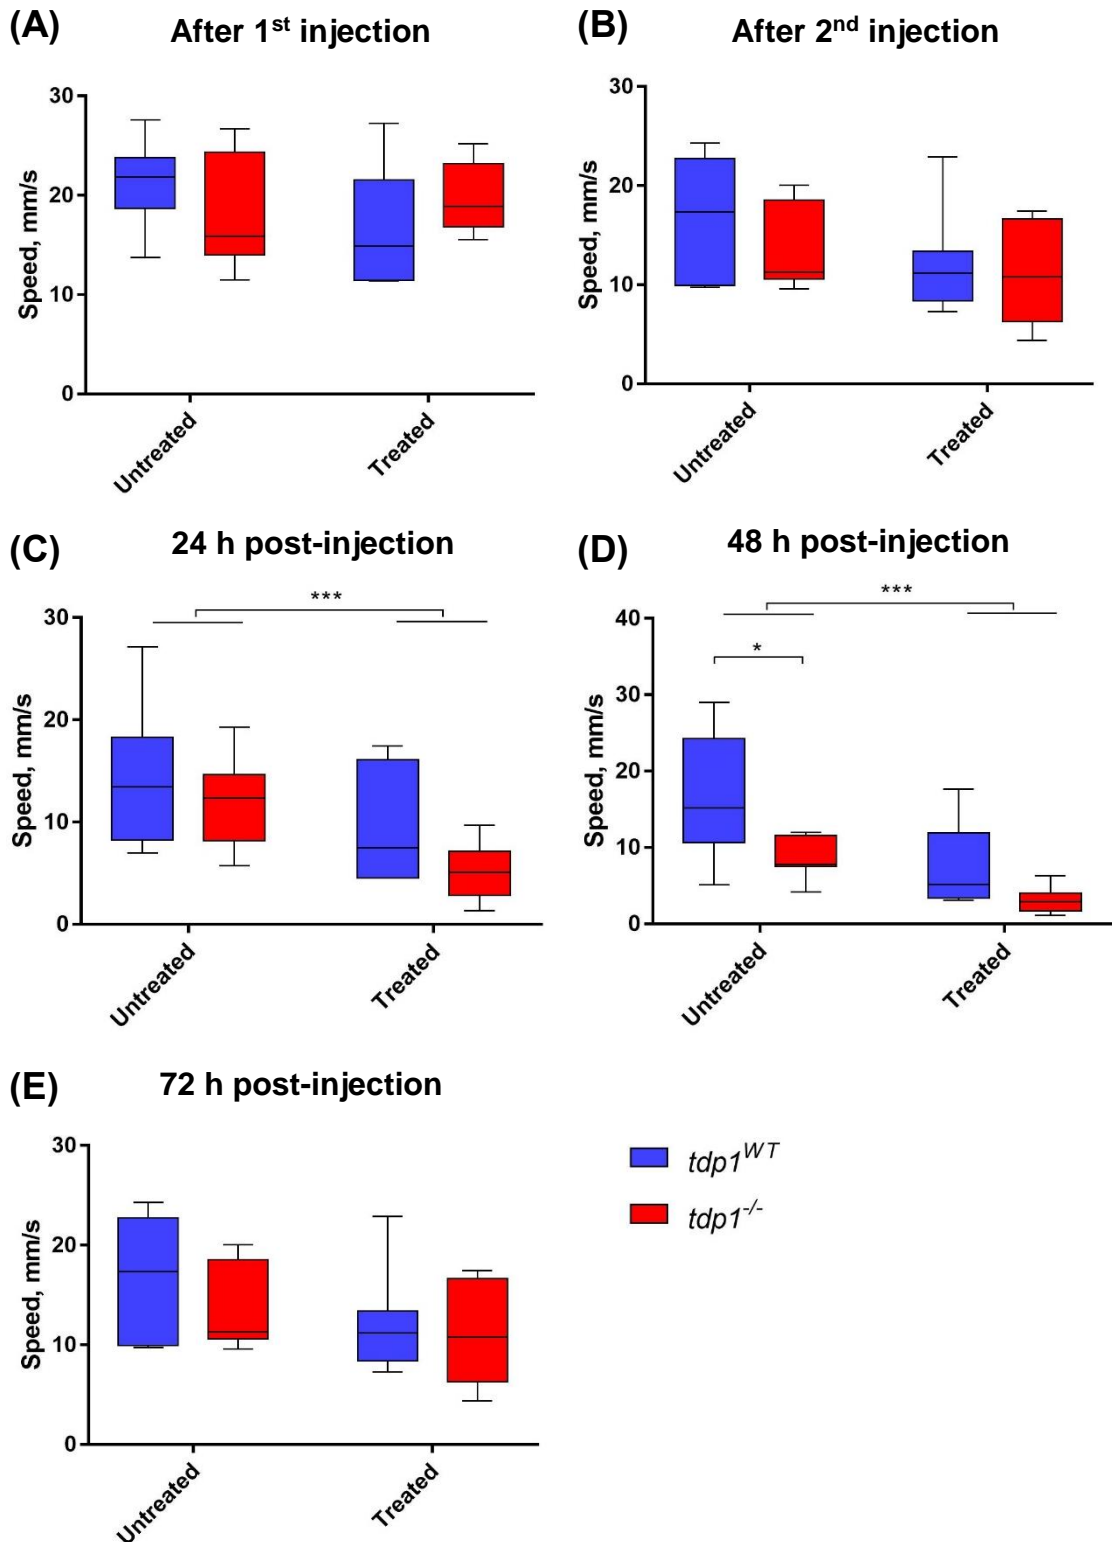 (A) After 1st injection
30
20
10
0
Speed, mm/s
Untreated
Treated
(B) After 2nd injection
30
20
10
0
Speed, mm/s
Untreated
Treated
(C) 24 h post-injection
***
30
20
10
0
Speed, mm/s
Untreated
Treated
(D) 48 h post-injection
***
*
40
30
20
10
0
Speed, mm/s
Untreated
Treated
(E) 72 h post-injection
30
20
10
0
Speed, mm/s
Untreated
Treated
tdp1WT
tdp1-/-